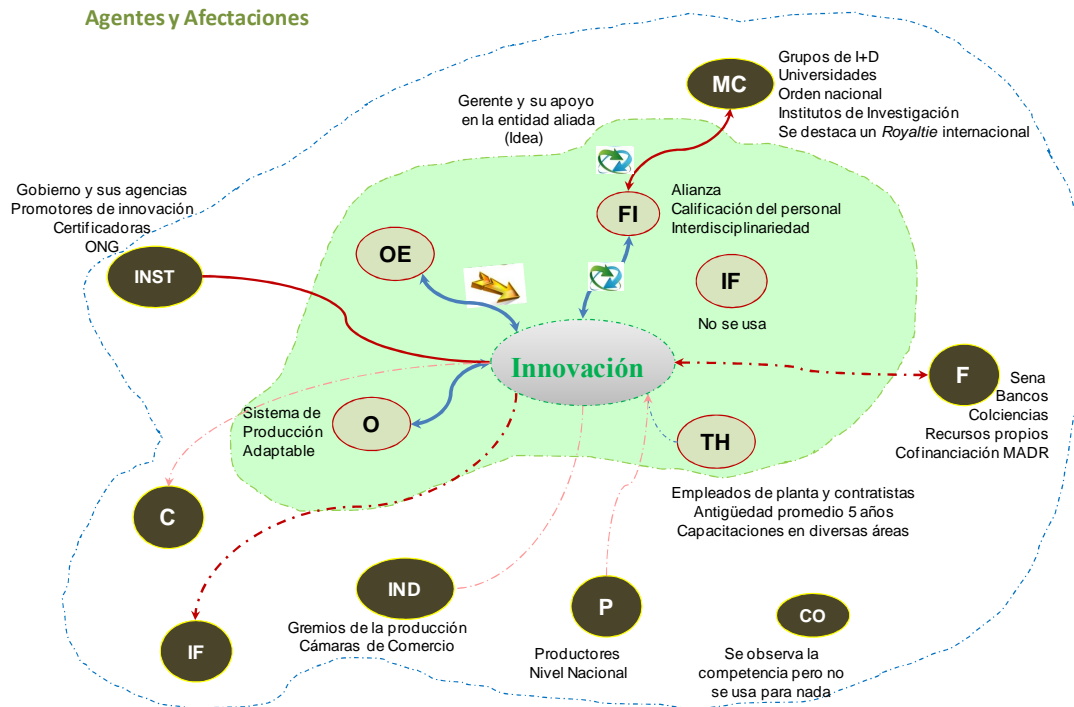 Agentes y Afectaciones
Grupos de I+D
Universidades
Orden nacional
Institutos de Investigación
Se destaca un Royaltie internacional
MC
Gerente y su apoyo
en la entidad aliada
(Idea)
Gobierno y sus agencias
Promotores de innovación
Certificadoras
ONG
INST
Alianza
Calificación del personal
Interdisciplinariedad
FI
OE
IF
No se usa
Innovación
F
Sena
Bancos
Colciencias
Recursos propios
Cofinanciación MADR
Sistema de
Producción
Adaptable
O
TH
Empleados de planta y contratistas
Antigüedad promedio 5 años
Capacitaciones en diversas áreas
C
IND
Gremios de la producción
Cámaras de Comercio
P
Productores
Nivel Nacional
CO
Se observa la
competencia pero no
se usa para nada
IF